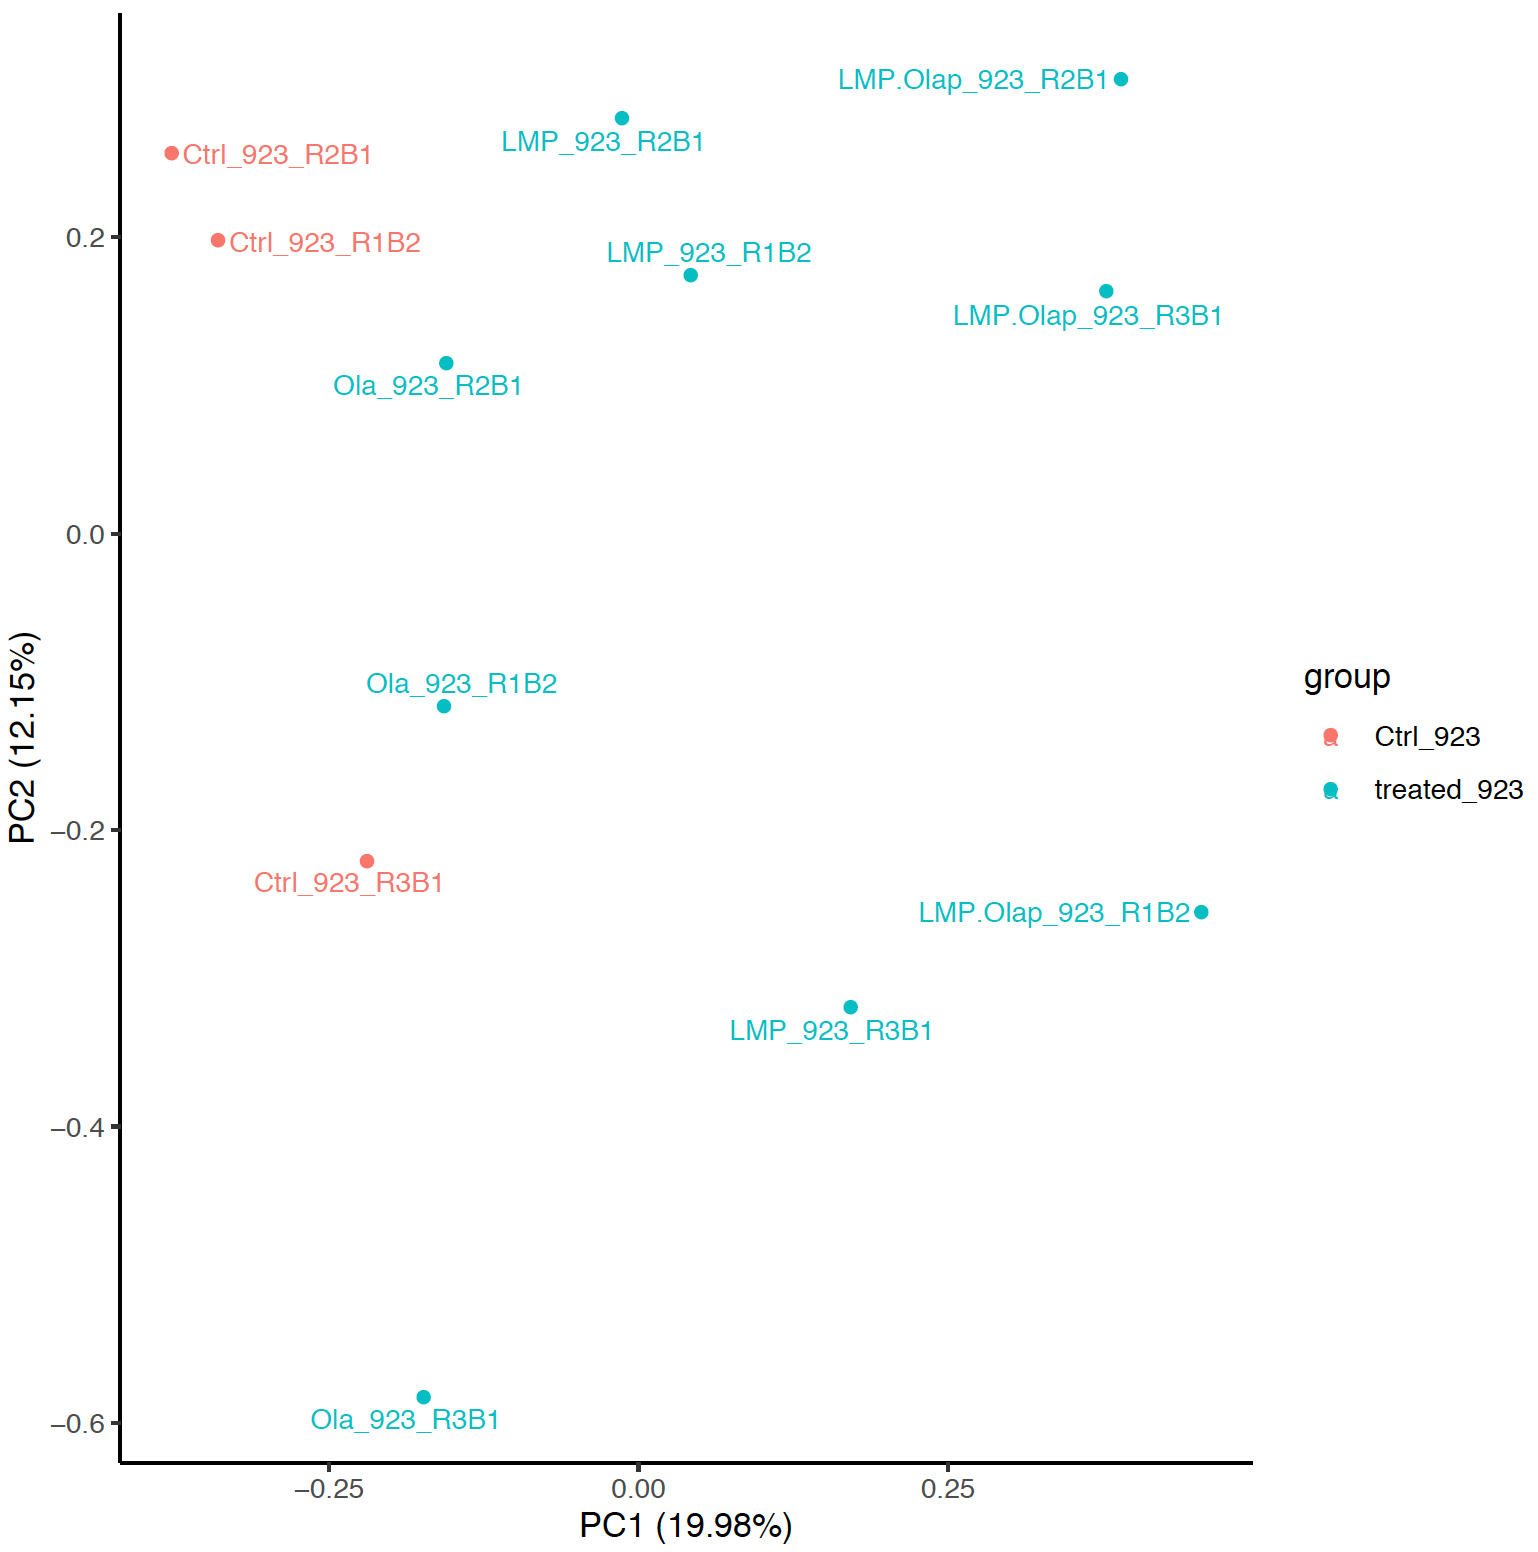 LMP.Olap_923_R2B1
LMP_923_R2B1
Ctrl_923_R2B1
Ctrl_923_R1B2
LMP_923_R1B2
LMP.Olap_923_R3B1
Ola_923_R2B1
Ola_923_R1B2
Ctrl_923_R3B1
LMP.Olap_923_R1B2
LMP_923_R3B1
Ola_923_R3B1
0.2
0.0
−0.2
−0.4
−0.6
PC2 (12.15%)
−0.25
0.00
0.25
PC1 (19.98%)
group
a Ctrl_923
a treated_923